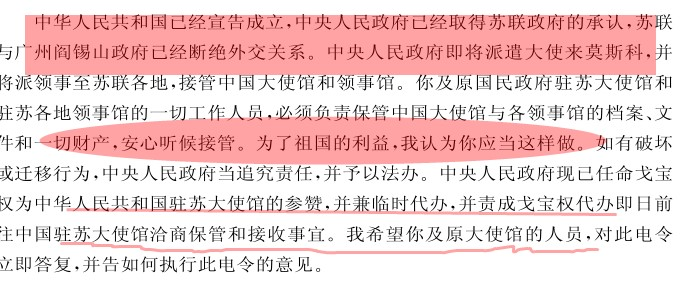 中华人民共和国已经宣告成立,中央人民政府已经取得苏联政府的承认,苏联
与广州阎锡山政府已经断绝外交关系。中央人民政府即将派遣大使来莫斯科,并
将派领事至苏联各地,接管中国大使馆和领事馆。你及原国民政府驻苏大使馆和
驻苏各地领事馆的一切工作人员,必须负责保管中国大使馆与各领事馆的档案、文
件和一切财产,安心听候接管。为了祖国的利益,我认为你应当这样做。如有破坏
或迁移行为,中央人民政府当追究责任,并予以法办。中央人民政府现已任命戈宝
权为中华人民共和国驻苏大使馆的参赞,并兼临时代办,并责成戈宝权代办即日前
往中国驻苏大使馆洽商保管和接收事宜。我希望你及原大使馆的人员,对此电令
立即答复,并告如何执行此电令的意见。